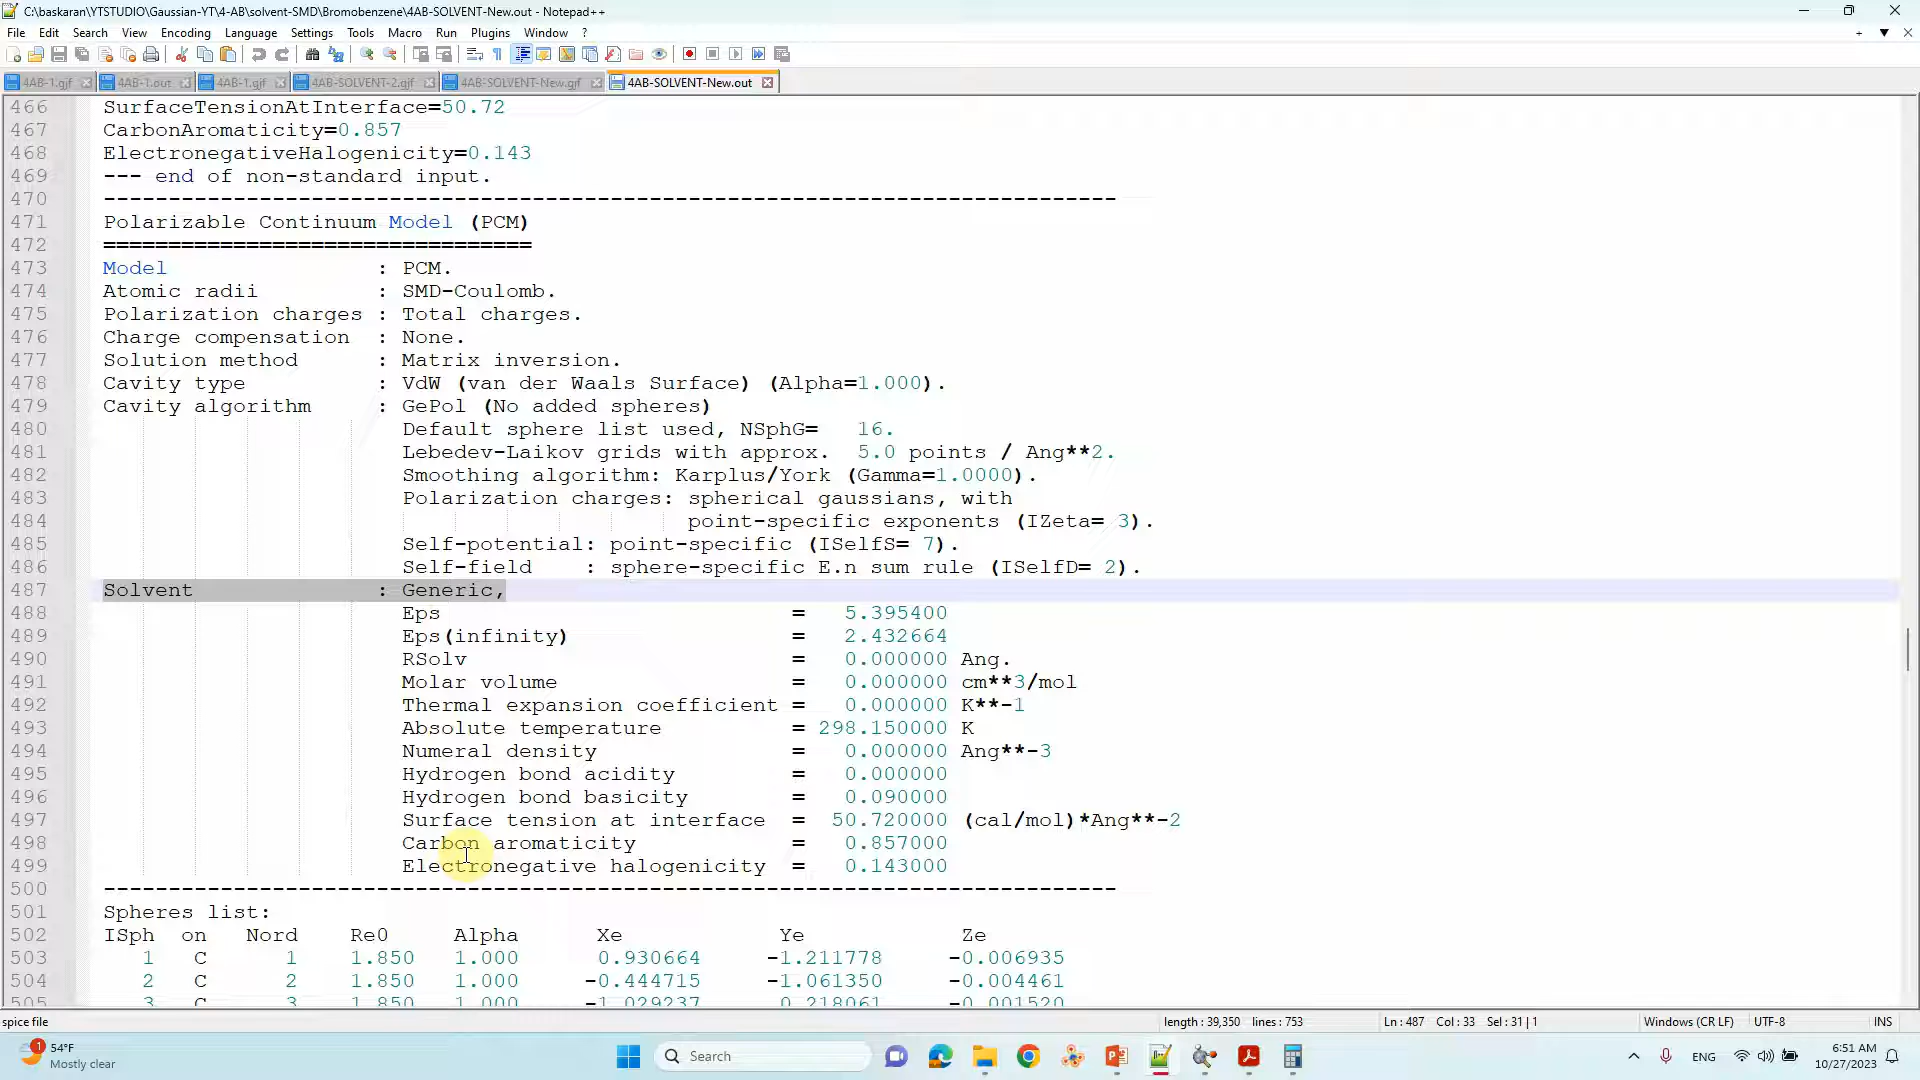 C:\baskaran\YTSTUDIO\Gaussian-YT\4-AB\solvent-SMD\Bromobenzene\4AB-SOLVENT-New.out - Notepad++
File Edit Search View Encoding Language Settings Tools Macro Run Plugins Window ?
4AB-1.gjf 4AB-1.out 4AB-1.gjf 4AB-SOLVENT-2.gjf 4AB-SOLVENT-New.gjf 4AB-SOLVENT-New.out
466 SurfaceTensionAtInterface=50.72
467 CarbonAromaticity=0.857
468 ElectronegativeHalogenicity=0.143
469 --- end of non-standard input.
470 ------------------------------------------------------------------------------
471 Polarizable Continuum Model (PCM)
472 =================================
473 Model : PCM.
474 Atomic radii : SMD-Coulomb.
475 Polarization charges : Total charges.
476 Charge compensation : None.
477 Solution method : Matrix inversion.
478 Cavity type : VdW (van der Waals Surface) (Alpha=1.000).
479 Cavity algorithm : GePol (No added spheres)
480 Default sphere list used, NSphG= 16.
481 Lebedev-Laikov grids with approx. 5.0 points / Ang**2.
482 Smoothing algorithm: Karplus/York (Gamma=1.0000).
483 Polarization charges: spherical gaussians, with
484 point-specific exponents (IZeta= 3).
485 Self-potential: point-specific (ISelfS= 7).
486 Self-field : sphere-specific E.n sum rule (ISelfD= 2).
487 Solvent : Generic,
488 Eps = 5.395400
489 Eps(infinity) = 2.432664
490 RSolv = 0.000000 Ang.
491 Molar volume = 0.000000 cm**3/mol
492 Thermal expansion coefficient = 0.000000 K**-1
493 Absolute temperature = 298.150000 K
494 Numeral density = 0.000000 Ang**-3
495 Hydrogen bond acidity = 0.000000
496 Hydrogen bond basicity = 0.090000
497 Surface tension at interface = 50.720000 (cal/mol)*Ang**-2
498 Carbon aromaticity = 0.857000
499 Electronegative halogenicity = 0.143000
500 ------------------------------------------------------------------------------
501 Spheres list:
502 ISph on Nord Re0 Alpha Xe Ye Ze
503 1 C 1 1.850 1.000 0.930664 -1.211778 -0.006935
504 2 C 2 1.850 1.000 -0.444715 -1.061350 -0.004461
505 3 C 3 1.850 1.000 -1.029237 0.218061 -0.001520
spice file length : 39,350 lines : 753 Ln : 487 Col : 33 Sel : 31 | 1 Windows (CR LF) UTF-8 INS
1 54°F
Mostly clear
Search
ENG
6:51 AM
10/27/2023